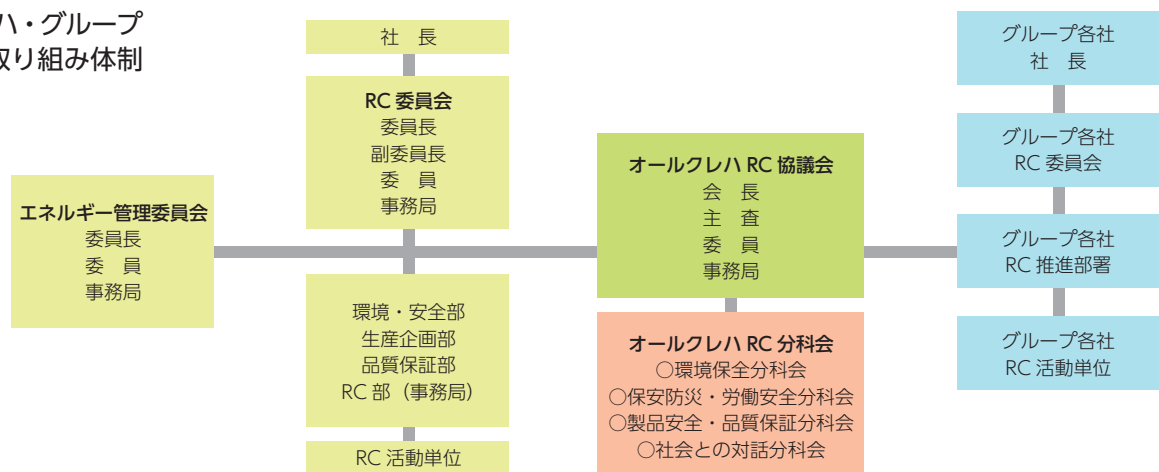 ハ・グループ
取り組み体制
社　長
RC 委員会
委員長
副委員長
委　員
事務局
エネルギー管理委員会
委員長
委　員
事務局
環境・安全部
生産企画部
品質保証部
RC 部（事務局）
RC 活動単位
オールクレハ RC 協議会
会　長
主　査
委　員
事務局
オールクレハ RC 分科会
○環境保全分科会
○保安防災・労働安全分科会
○製品安全・品質保証分科会
○社会との対話分科会
グループ各社
社　長
グループ各社
RC 委員会
グループ各社
RC 推進部署
グループ各社
RC 活動単位